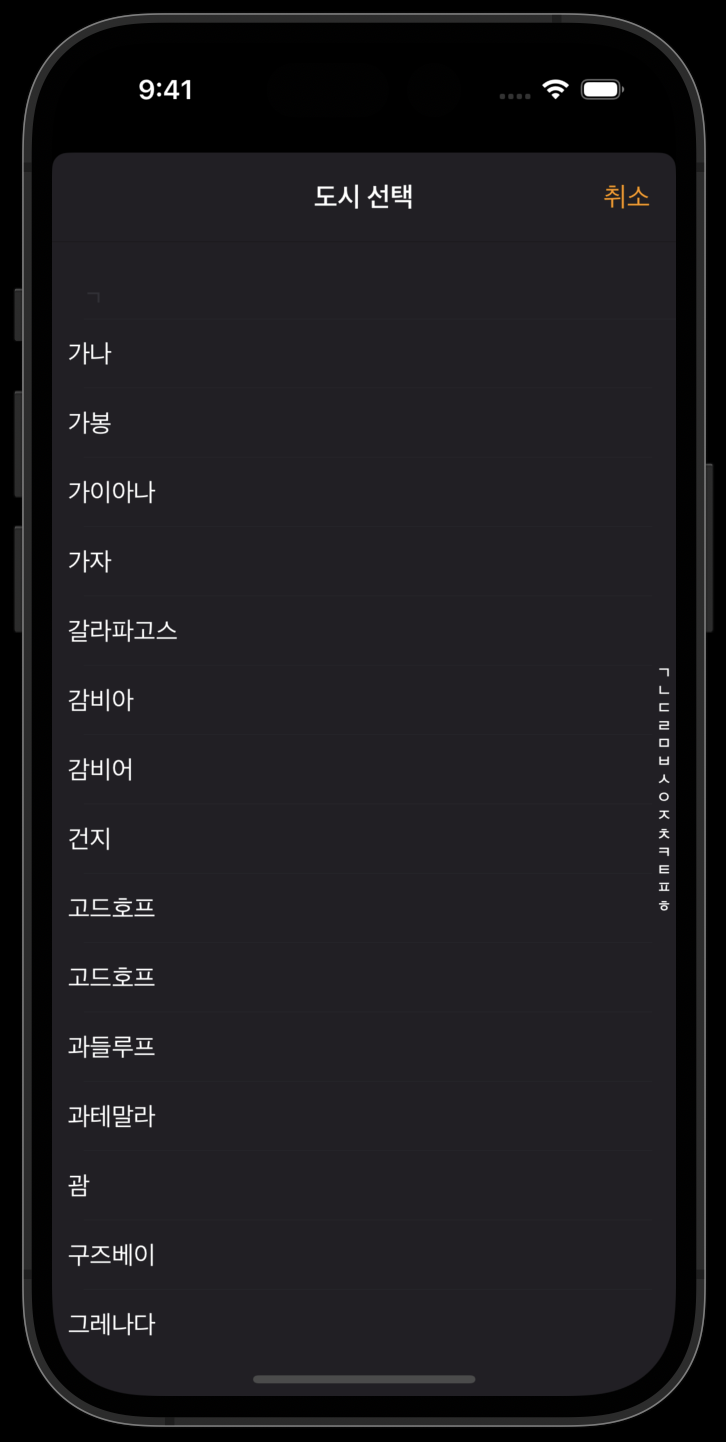 9:41
도시 선택
취소
ㄱ
가나
가봉
가이아나
가자
갈라파고스
감비아
감비어
건지
고드호프
고드호프
과들루프
과테말라
괌
구즈베이
그레나다
ㄱ
ㄴ
ㄷ
ㄹ
ㅁ
ㅂ
ㅅ
ㅇ
ㅈ
ㅊ
ㅋ
ㅌ
ㅍ
ㅎ